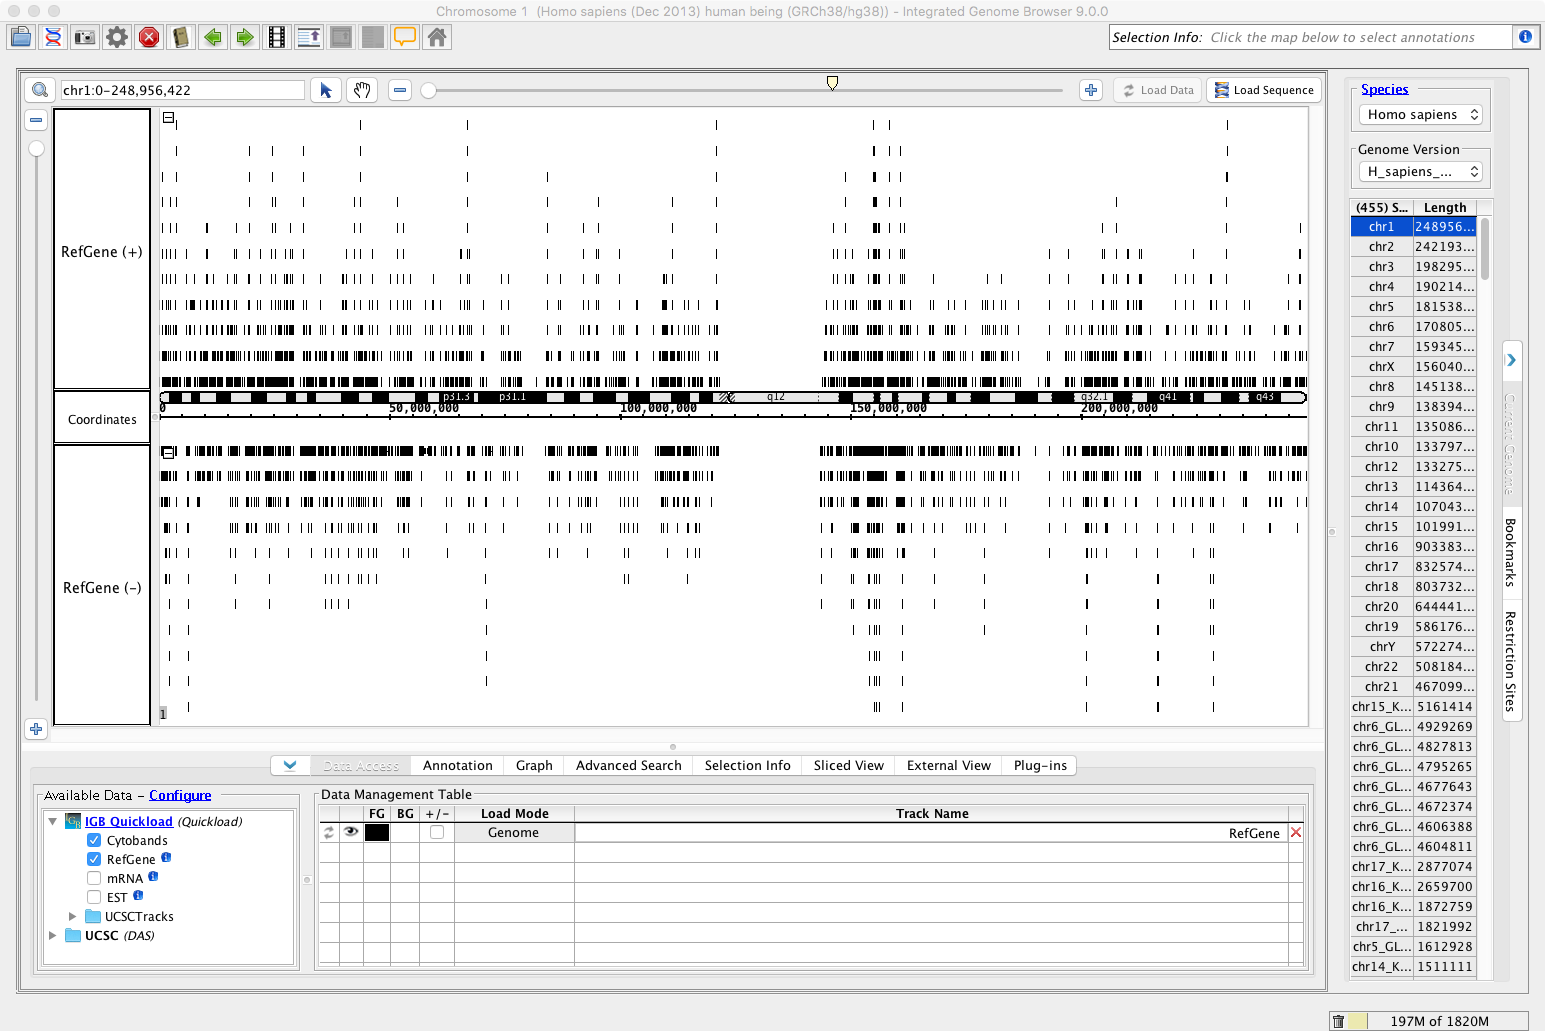 Chromosome 1 (Homo sapiens (Dec 2013) human being (GRCh38/hg38)) - Integrated Genome Browser 9.0.0
Selection Info: Click the map below to select annotations
chr1:0-248,956,422
Load Data
Load Sequence
RefGene (+)
Coordinates
p31.3 p31.1 q12 q32.1 q41 q43
0 50,000,000 100,000,000 150,000,000 200,000,000
RefGene (-)
1
Species
Homo sapiens
Genome Version
H_sapiens_...
(455) S... Length
chr1 248956...
chr2 242193...
chr3 198295...
chr4 190214...
chr5 181538...
chr6 170805...
chr7 159345...
chrX 156040...
chr8 145138...
chr9 138394...
chr11 135086...
chr10 133797...
chr12 133275...
chr13 114364...
chr14 107043...
chr15 101991...
chr16 903383...
chr17 832574...
chr18 803732...
chr20 644441...
chr19 586176...
chrY 572274...
chr22 508184...
chr21 467099...
chr15_K... 5161414
chr6_GL... 4929269
chr6_GL... 4827813
chr6_GL... 4795265
chr6_GL... 4677643
chr6_GL... 4672374
chr6_GL... 4606388
chr6_GL... 4604811
chr17_K... 2877074
chr16_K... 2659700
chr16_K... 1872759
chr17_... 1821992
chr5_GL... 1612928
chr14_K... 1511111
Current Genome
Bookmarks
Restriction Sites
Data Access Annotation Graph Advanced Search Selection Info Sliced View External View Plug-ins
Available Data - Configure
IGB Quickload (Quickload)
Cytobands
RefGene
mRNA
EST
UCSCTracks
UCSC (DAS)
Data Management Table
FG BG +/- Load Mode Track Name
Genome RefGene
197M of 1820M